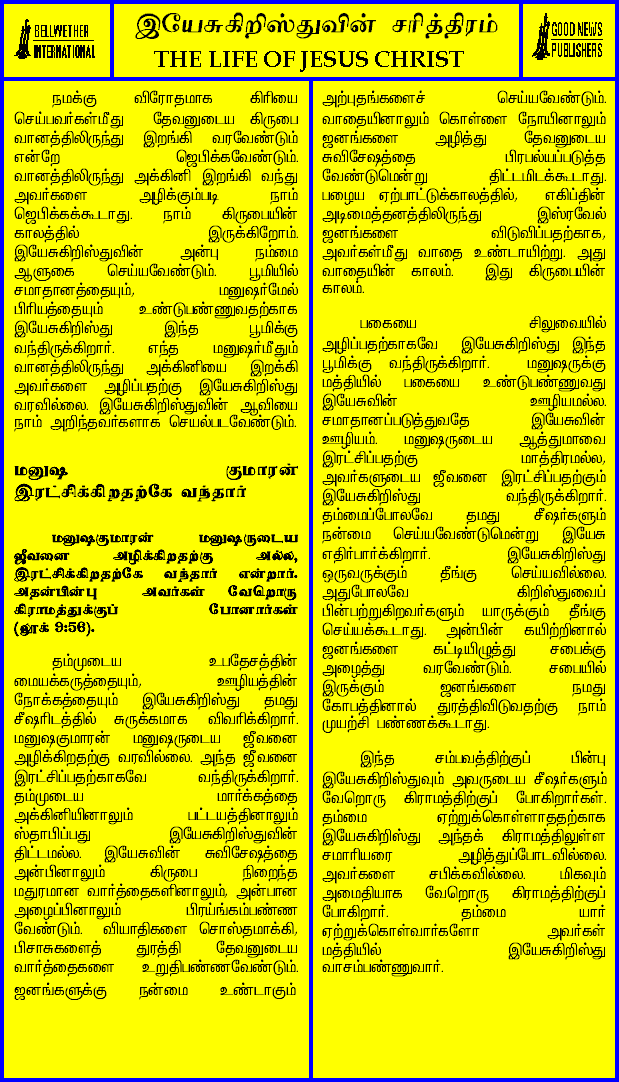 BELLWETHER
INTERNATIONAL
இயேசுகிறிஸ்துவின் சரித்திரம்
THE LIFE OF JESUS CHRIST
GOOD NEWS
PUBLISHERS
நமக்கு விரோதமாக கிரியை
செய்பவர்கள்மீது தேவனுடைய கிருபை
வானத்திலிருந்து இறங்கி வரவேண்டும்
என்றே ஜெபிக்கவேண்டும்.
வானத்திலிருந்து அக்கினி இறங்கி வந்து
அவர்களை அழிக்கும்படி நாம்
ஜெபிக்கக்கூடாது. நாம் கிருபையின்
காலத்தில் இருக்கிறோம்.
இயேசுகிறிஸ்துவின் அன்பு நம்மை
ஆளுகை செய்யவேண்டும். பூமியில்
சமாதானத்தையும், மனுஷர்மேல்
பிரியத்தையும் உண்டுபண்ணுவதற்காக
இயேசுகிறிஸ்து இந்த பூமிக்கு
வந்திருக்கிறார். எந்த மனுஷர்மீதும்
வானத்திலிருந்து அக்கினியை இறக்கி
அவர்களை அழிப்பதற்கு இயேசுகிறிஸ்து
வரவில்லை. இயேசுகிறிஸ்துவின் ஆவியை
நாம் அறிந்தவர்களாக செயல்படவேண்டும்.
மனுஷ குமாரன்
இரட்சிக்கிறதற்கே வந்தார்
மனுஷகுமாரன் மனுஷருடைய
ஜீவனை அழிக்கிறதற்கு அல்ல,
இரட்சிக்கிறதற்கே வந்தார் என்றார்.
அதன்பின்பு அவர்கள் வேறொரு
கிராமத்துக்குப் போனார்கள்
(லூக் 9:56).
தம்முடைய உபதேசத்தின்
மையக்கருத்தையும், ஊழியத்தின்
நோக்கத்தையும் இயேசுகிறிஸ்து தமது
சீஷரிடத்தில் சுருக்கமாக விவரிக்கிறார்.
மனுஷகுமாரன் மனுஷருடைய ஜீவனை
அழிக்கிறதற்கு வரவில்லை. அந்த ஜீவனை
இரட்சிப்பதற்காகவே வந்திருக்கிறார்.
தம்முடைய மார்க்கத்தை
அக்கினியினாலும் பட்டயத்தினாலும்
ஸ்தாபிப்பது இயேசுகிறிஸ்துவின்
திட்டமல்ல. இயேசுவின் சுவிசேஷத்தை
அன்பினாலும் கிருபை நிறைந்த
மதுரமான வார்த்தைகளினாலும், அன்பான
அழைப்பினாலும் பிரயங்கம்பண்ண
வேண்டும். வியாதிகளை சொஸ்தமாக்கி,
பிசாசுகளைத் துரத்தி தேவனுடைய
வார்த்தைகளை உறுதிபண்ணவேண்டும்.
ஜனங்களுக்கு நன்மை உண்டாகும்
அற்புதங்களைச் செய்யவேண்டும்.
வாதையினாலும் கொள்ளை நோயினாலும்
ஜனங்களை அழித்து தேவனுடைய
சுவிசேஷத்தை பிரபல்யப்படுத்த
வேண்டுமென்று திட்டமிடக்கூடாது.
பழைய ஏற்பாட்டுக்காலத்தில், எகிப்தின்
அடிமைத்தனத்திலிருந்து இஸ்ரவேல்
ஜனங்களை விடுவிப்பதற்காக,
அவர்கள்மீது வாதை உண்டாயிற்று. அது
வாதையின் காலம். இது கிருபையின்
காலம்.
பகையை சிலுவையில்
அழிப்பதற்காகவே இயேசுகிறிஸ்து இந்த
பூமிக்கு வந்திருக்கிறார். மனுஷருக்கு
மத்தியில் பகையை உண்டுபண்ணுவது
இயேசுவின் ஊழியமல்ல.
சமாதானப்படுத்துவதே இயேசுவின்
ஊழியம். மனுஷருடைய ஆத்துமாவை
இரட்சிப்பதற்கு மாத்திரமல்ல,
அவர்களுடைய ஜீவனை இரட்சிப்பதற்கும்
இயேசுகிறிஸ்து வந்திருக்கிறார்.
தம்மைப்போலவே தமது சீஷர்களும்
நன்மை செய்யவேண்டுமென்று இயேசு
எதிர்பார்க்கிறார். இயேசுகிறிஸ்து
ஒருவருக்கும் தீங்கு செய்யவில்லை.
அதுபோலவே கிறிஸ்துவைப்
பின்பற்றுகிறவர்களும் யாருக்கும் தீங்கு
செய்யக்கூடாது. அன்பின் கயிற்றினால்
ஜனங்களை கட்டியிழுத்து சபைக்கு
அழைத்து வரவேண்டும். சபையில்
இருக்கும் ஜனங்களை நமது
கோபத்தினால் துரத்திவிடுவதற்கு நாம்
முயற்சி பண்ணக்கூடாது.
இந்த சம்பவத்திற்குப் பின்பு
இயேசுகிறிஸ்துவும் அவருடைய சீஷர்களும்
வேறொரு கிராமத்திற்குப் போகிறார்கள்.
தம்மை ஏற்றுக்கொள்ளாததற்காக
இயேசுகிறிஸ்து அந்தக் கிராமத்திலுள்ள
சமாரியரை அழித்துப்போடவில்லை.
அவர்களை சபிக்கவில்லை. மிகவும்
அமைதியாக வேறொரு கிராமத்திற்குப்
போகிறார். தம்மை யார்
ஏற்றுக்கொள்வார்களோ அவர்கள்
மத்தியில் இயேசுகிறிஸ்து
வாசம்பண்ணுவார்.